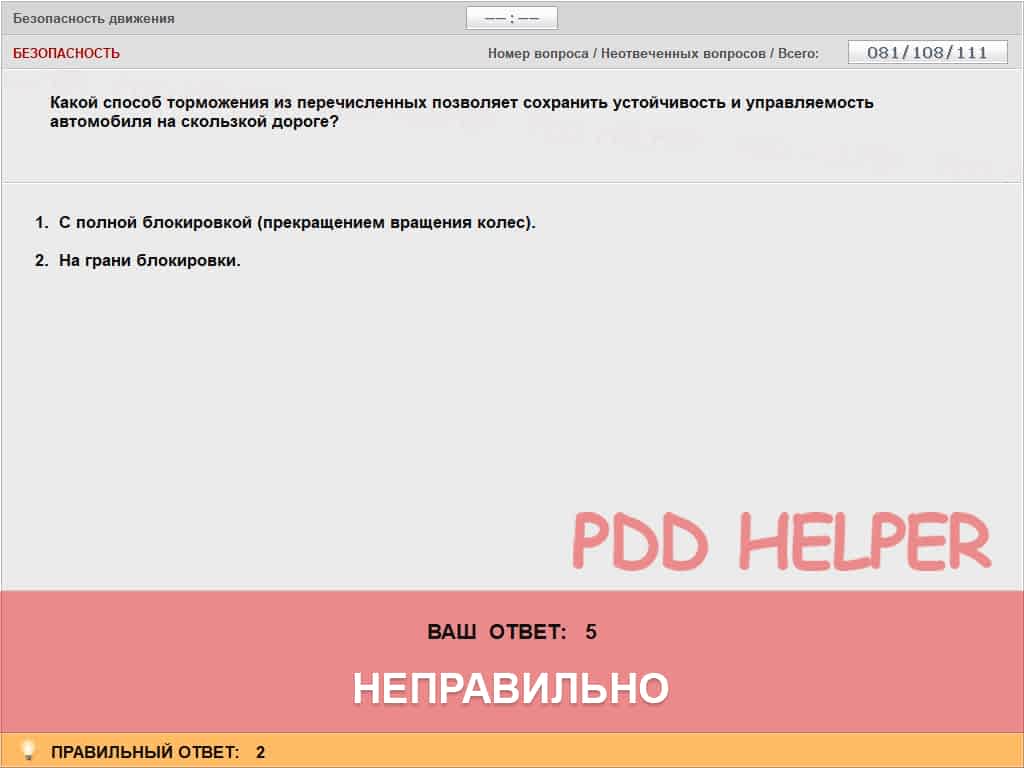 Безопасность движения
—— : ——
БЕЗОПАСНОСТЬ
Номер вопроса / Неотвеченных вопросов / Всего:
081/108/111
Какой способ торможения из перечисленных позволяет сохранить устойчивость и управляемость
автомобиля на скользкой дороге?
1. С полной блокировкой (прекращением вращения колес).
2. На грани блокировки.
PDD HELPER
ВАШ ОТВЕТ: 5
НЕПРАВИЛЬНО
ПРАВИЛЬНЫЙ ОТВЕТ: 2